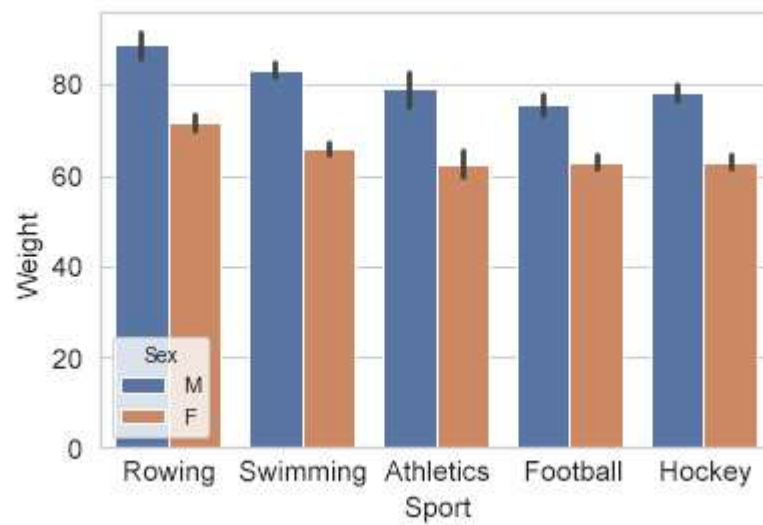 80
60
40
20
0
Weight
Sex
M
F
Rowing Swimming Athletics Football Hockey
Sport